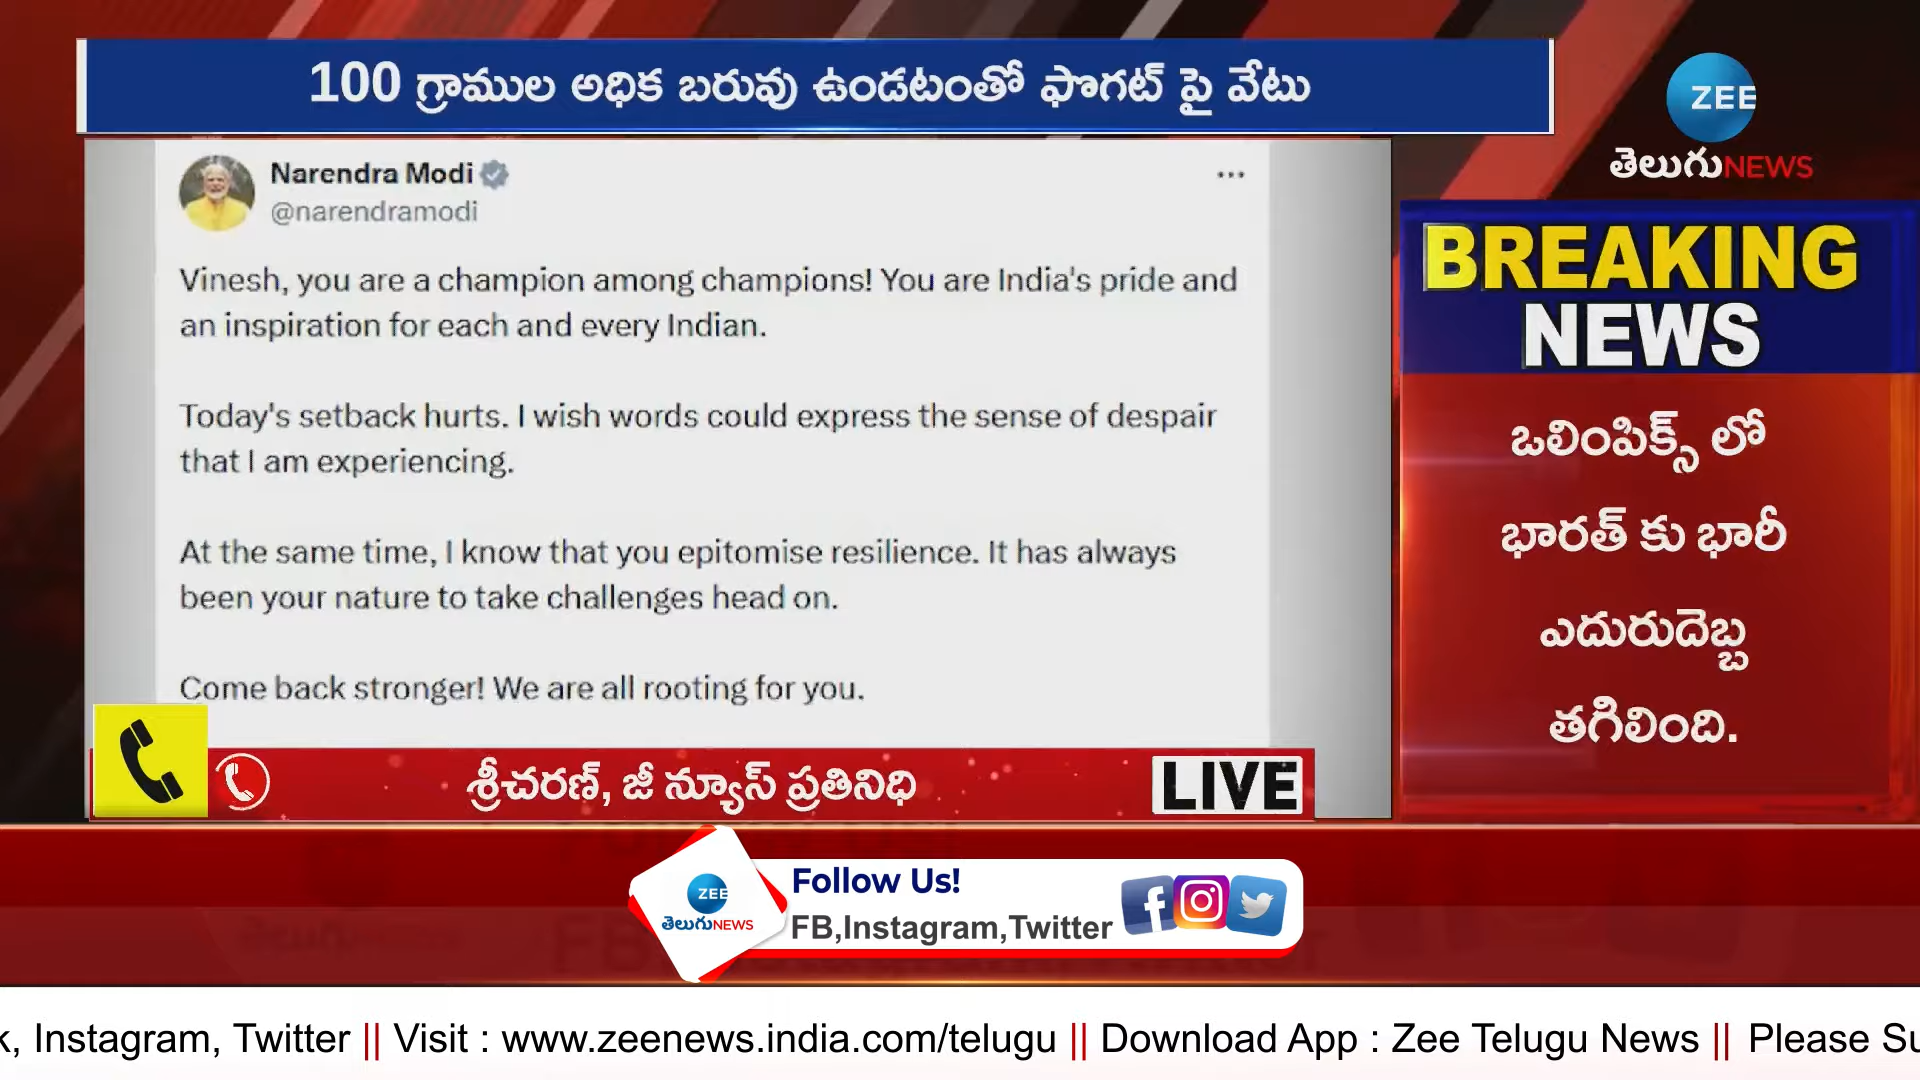 100 గ్రాముల అధిక బరువు ఉండటంతో ఫొగట్ పై వేటు
ZEE
తెలుగుNEWS
Narendra Modi
@narendramodi
Vinesh, you are a champion among champions! You are India's pride and
an inspiration for each and every Indian.
Today's setback hurts. I wish words could express the sense of despair
that I am experiencing.
At the same time, I know that you epitomise resilience. It has always
been your nature to take challenges head on.
Come back stronger! We are all rooting for you.
BREAKING
NEWS
ఒలింపిక్స్ లో
భారత్ కు భారీ
ఎదురుదెబ్బ
తగిలింది.
శ్రీచరణ్, జీ న్యూస్ ప్రతినిధి
LIVE
ZEE
తెలుగుNEWS
Follow Us!
FB,Instagram,Twitter
k, Instagram, Twitter || Visit : www.zeenews.india.com/telugu || Download App : Zee Telugu News || Please Su